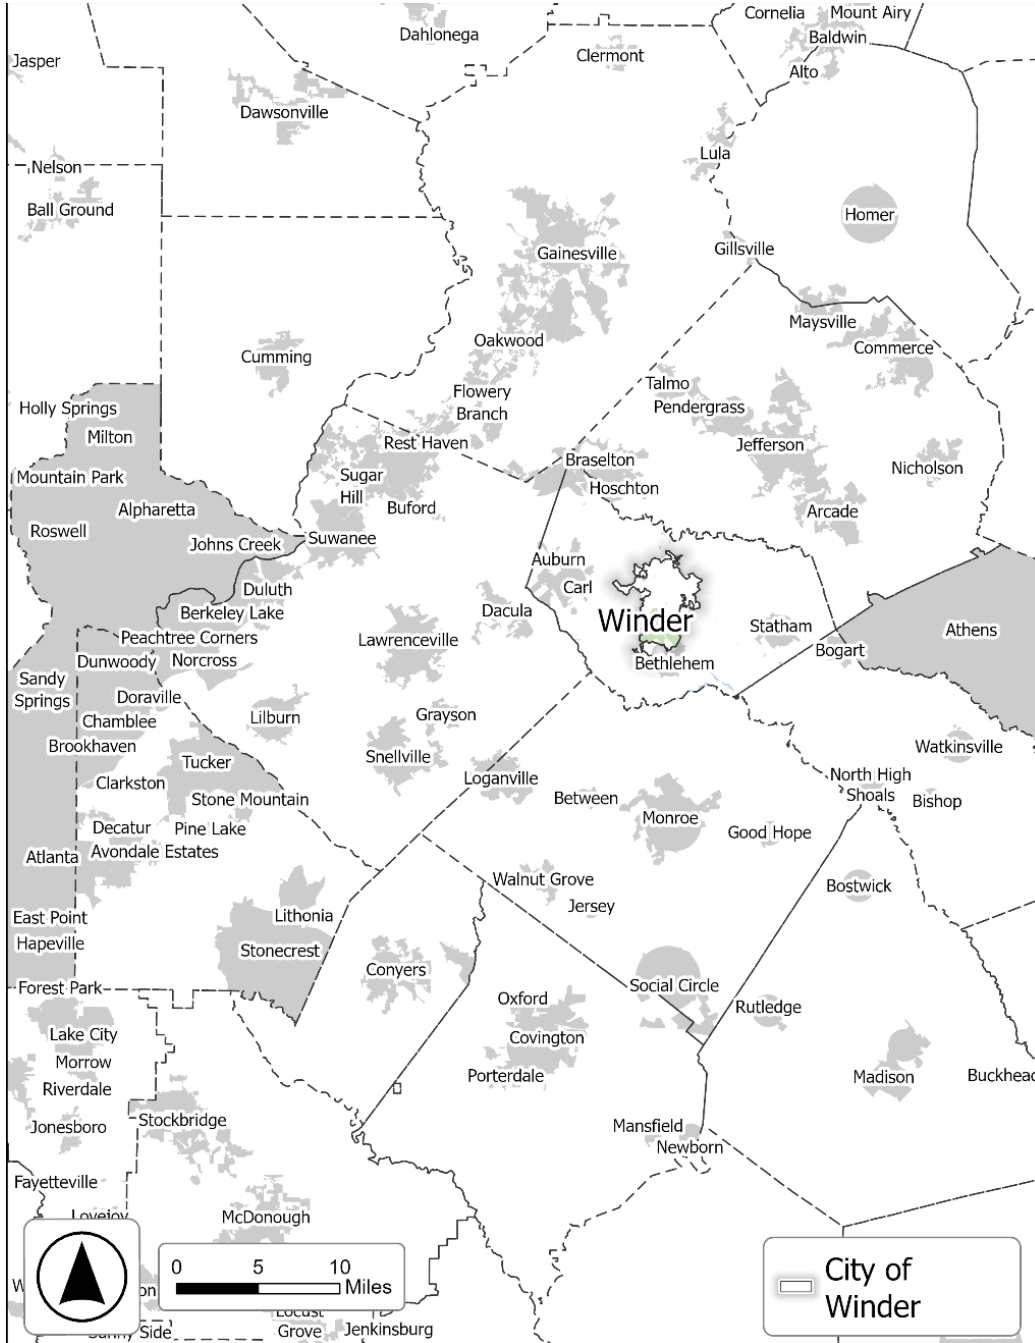 Cornelia
Mount Airy
Dahlonega
Baldwin
Clermont
Jasper
Alto
Dawsonville
Lula
Nelson
Ball Ground
Homer
Gillsville
Gainesville
Maysville
Oakwood
Commerce
Cumming
Talmo
Flowery
Branch
Holly Springs
Pendergrass
Milton
Rest Haven
Jefferson
Braselton
Nicholson
Mountain Park
Sugar
Hill
Hoschton
Buford
Alpharetta
Arcade
Roswell
Johns Creek
Suwanee
Auburn
Carl
Duluth
Berkeley Lake
Dacula
Winder
Statham
Athens
Peachtree Corners
Lawrenceville
Bogart
Dunwoody
Norcross
Bethlehem
Sandy
Springs
Doraville
Chamblee
Lilburn
Grayson
Brookhaven
Watkinsville
Snellville
Tucker
Loganville
North High
Shoals
Clarkston
Stone Mountain
Between
Bishop
Monroe
Decatur
Pine Lake
Good Hope
Atlanta
Avondale Estates
Walnut Grove
Bostwick
Jersey
East Point
Lithonia
Hapeville
Stonecrest
Conyers
Forest Park
Social Circle
Oxford
Rutledge
Lake City
Covington
Morrow
Riverdale
Porterdale
Madison
Buckhead
Jonesboro
Stockbridge
Mansfield
Newborn
Fayetteville
Lovejoy
McDonough
0 5 10
Miles
City of
Winder
on
Locust
Grove
Sunny Side
Jenkinsburg